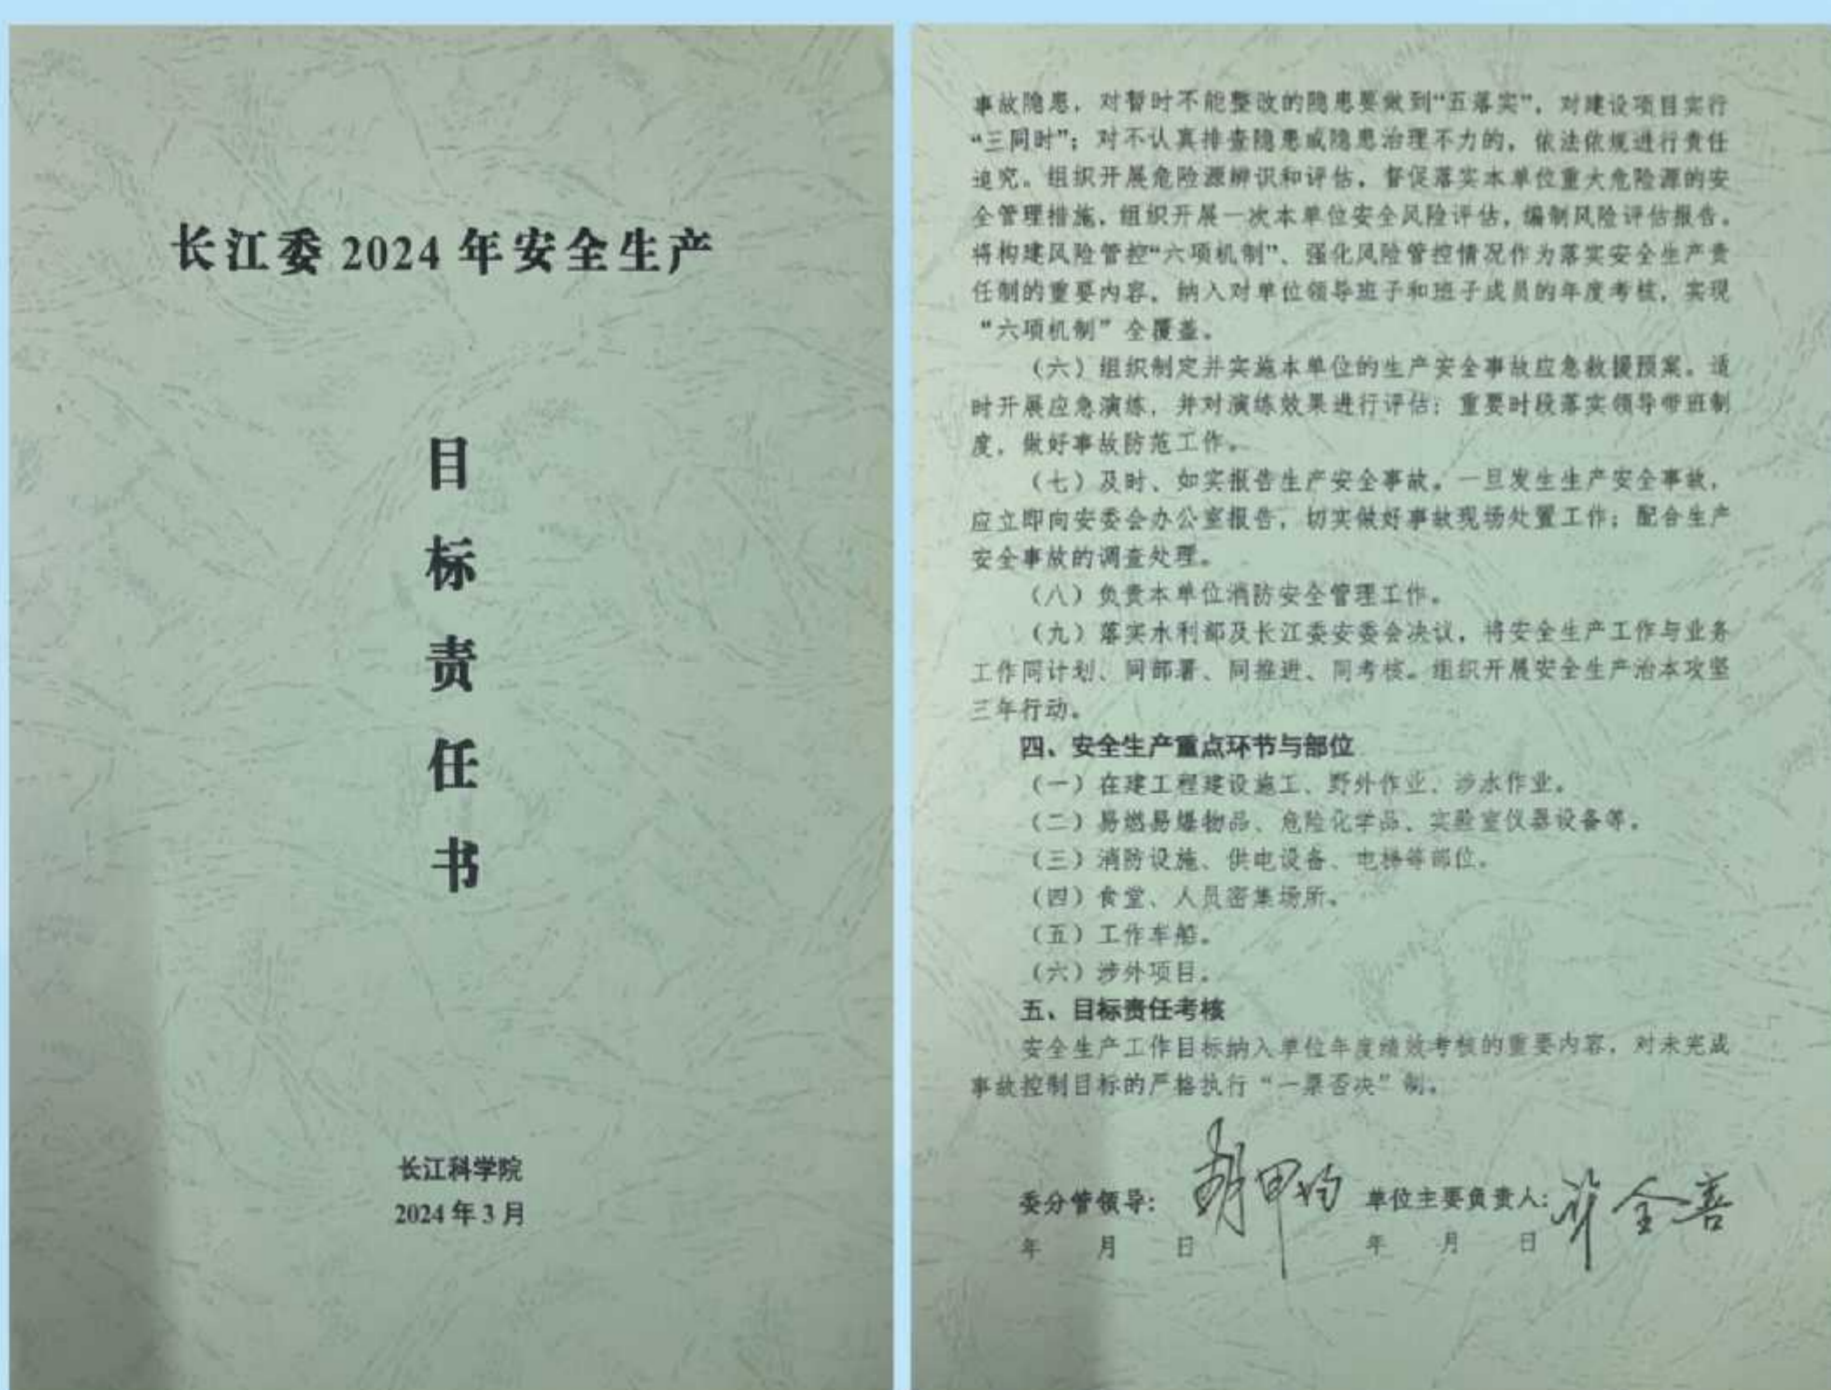 长江委 2024 年安全生产
目
标
责
任
书
长江科学院
2024 年 3 月
事故隐患，对暂时不能整改的隐患要做到“五落实”，对建设项目实行
“三同时”；对不认真排查隐患或隐患治理不力的，依法依规进行责任
追究。组织开展危险源辨识和评估，督促落实本单位重大危险源的安
全管理措施，组织开展一次本单位安全风险评估，编制风险评估报告。
将构建风险管控“六项机制”、强化风险管控情况作为落实安全生产责
任制的重要内容，纳入对单位领导班子和班子成员的年度考核，实现
“六项机制”全覆盖。
（六）组织制定并实施本单位的生产安全事故应急救援预案。适
时开展应急演练，并对演练效果进行评估；重要时段落实领导带班制
度，做好事故防范工作。
（七）及时、如实报告生产安全事故。一旦发生生产安全事故，
应立即向安委会办公室报告，切实做好事故现场处置工作；配合生产
安全事故的调查处理。
（八）负责本单位消防安全管理工作。
（九）落实水利部及长江委安委会决议，将安全生产工作与业务
工作同计划、同部署、同推进、同考核。组织开展安全生产治本攻坚
三年行动。
四、安全生产重点环节与部位
（一）在建工程建设施工、野外作业、涉水作业。
（二）易燃易爆物品、危险化学品、实验室仪器设备等。
（三）消防设施、供电设备、电梯等部位。
（四）食堂、人员密集场所。
（五）工作车船。
（六）涉外项目。
五、目标责任考核
安全生产工作目标纳入单位年度绩效考核的重要内容，对未完成
事故控制目标的严格执行“一票否决”制。
委分管领导：胡甲均 单位主要负责人：许全喜
年 月 日 年 月 日